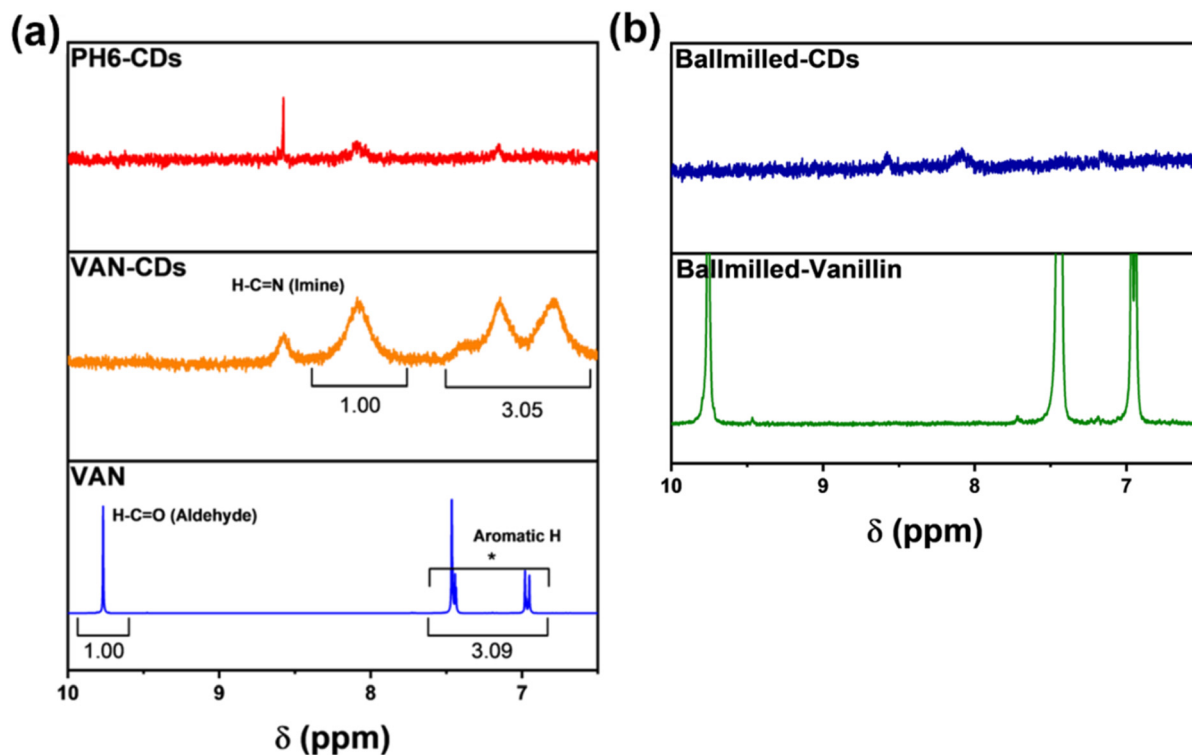 (a)
PH6-CDs
VAN-CDs
H-C=N (Imine)
1.00
3.05
VAN
H-C=O (Aldehyde)
Aromatic H
*
1.00
3.09
10 9 8 7
δ (ppm)
(b)
Ballmilled-CDs
Ballmilled-Vanillin
10 9 8 7
δ (ppm)